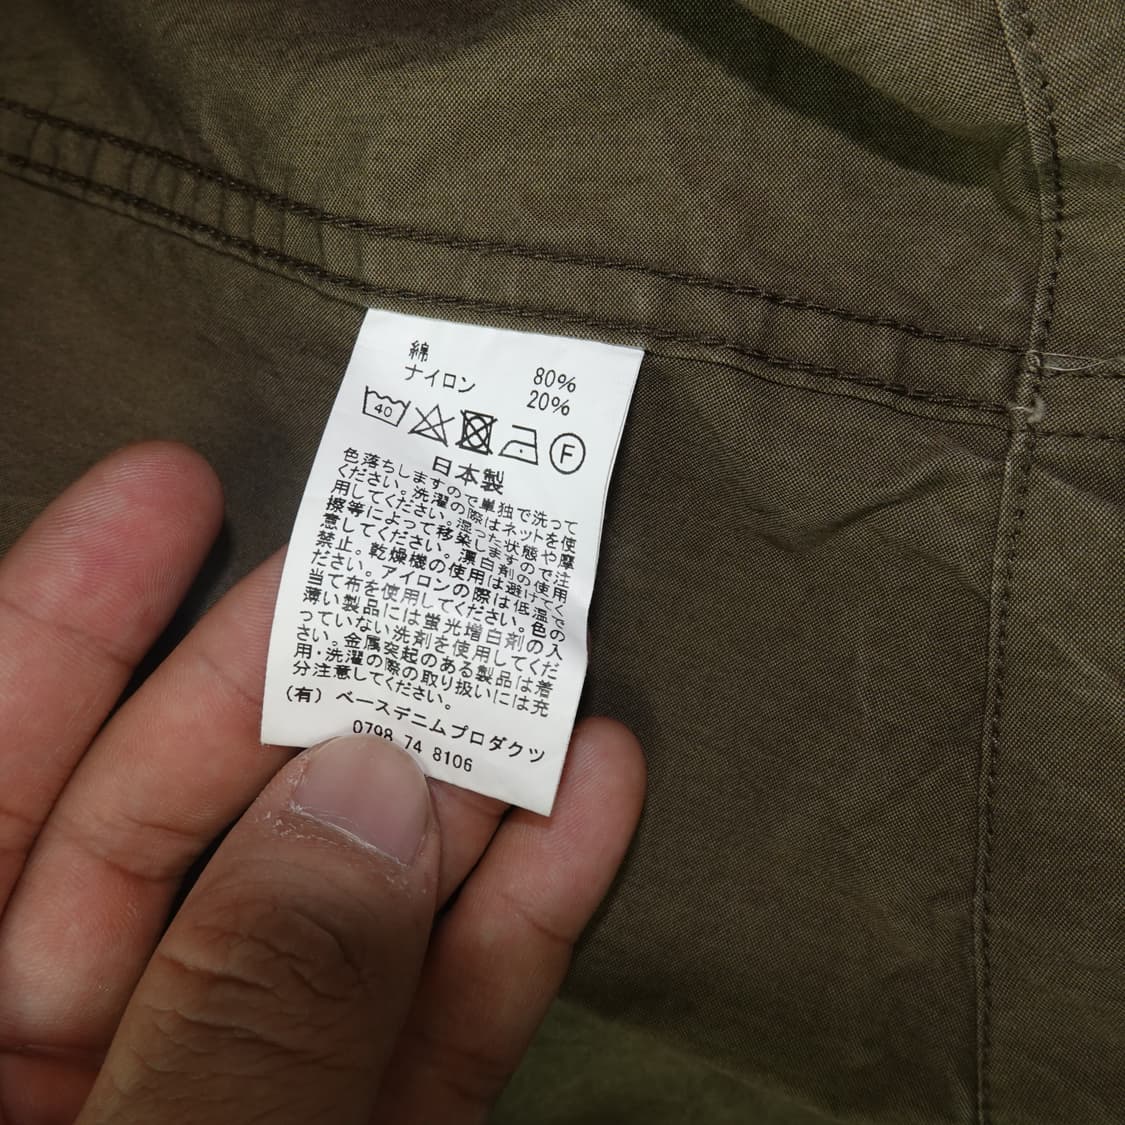 綿 80%
ナイロン 20%
40 F
日本製
色落ちしますので単独で洗って
ください。洗濯の際はネットを使
用してください。湿った状態や摩
擦等によって移染しますので注
意してください。漂白剤の使用
禁止。乾燥機の使用は避けてく
ださい。アイロンの際は低温での
当て布を使用してください。色の
薄い製品には蛍光増白剤の入
っていない洗剤を使用してくだ
さい。金属突起のある製品は着
用・洗濯の際の取り扱いには充
分注意してください。
(有) ベースデニムプロダクツ
0798 74 8106